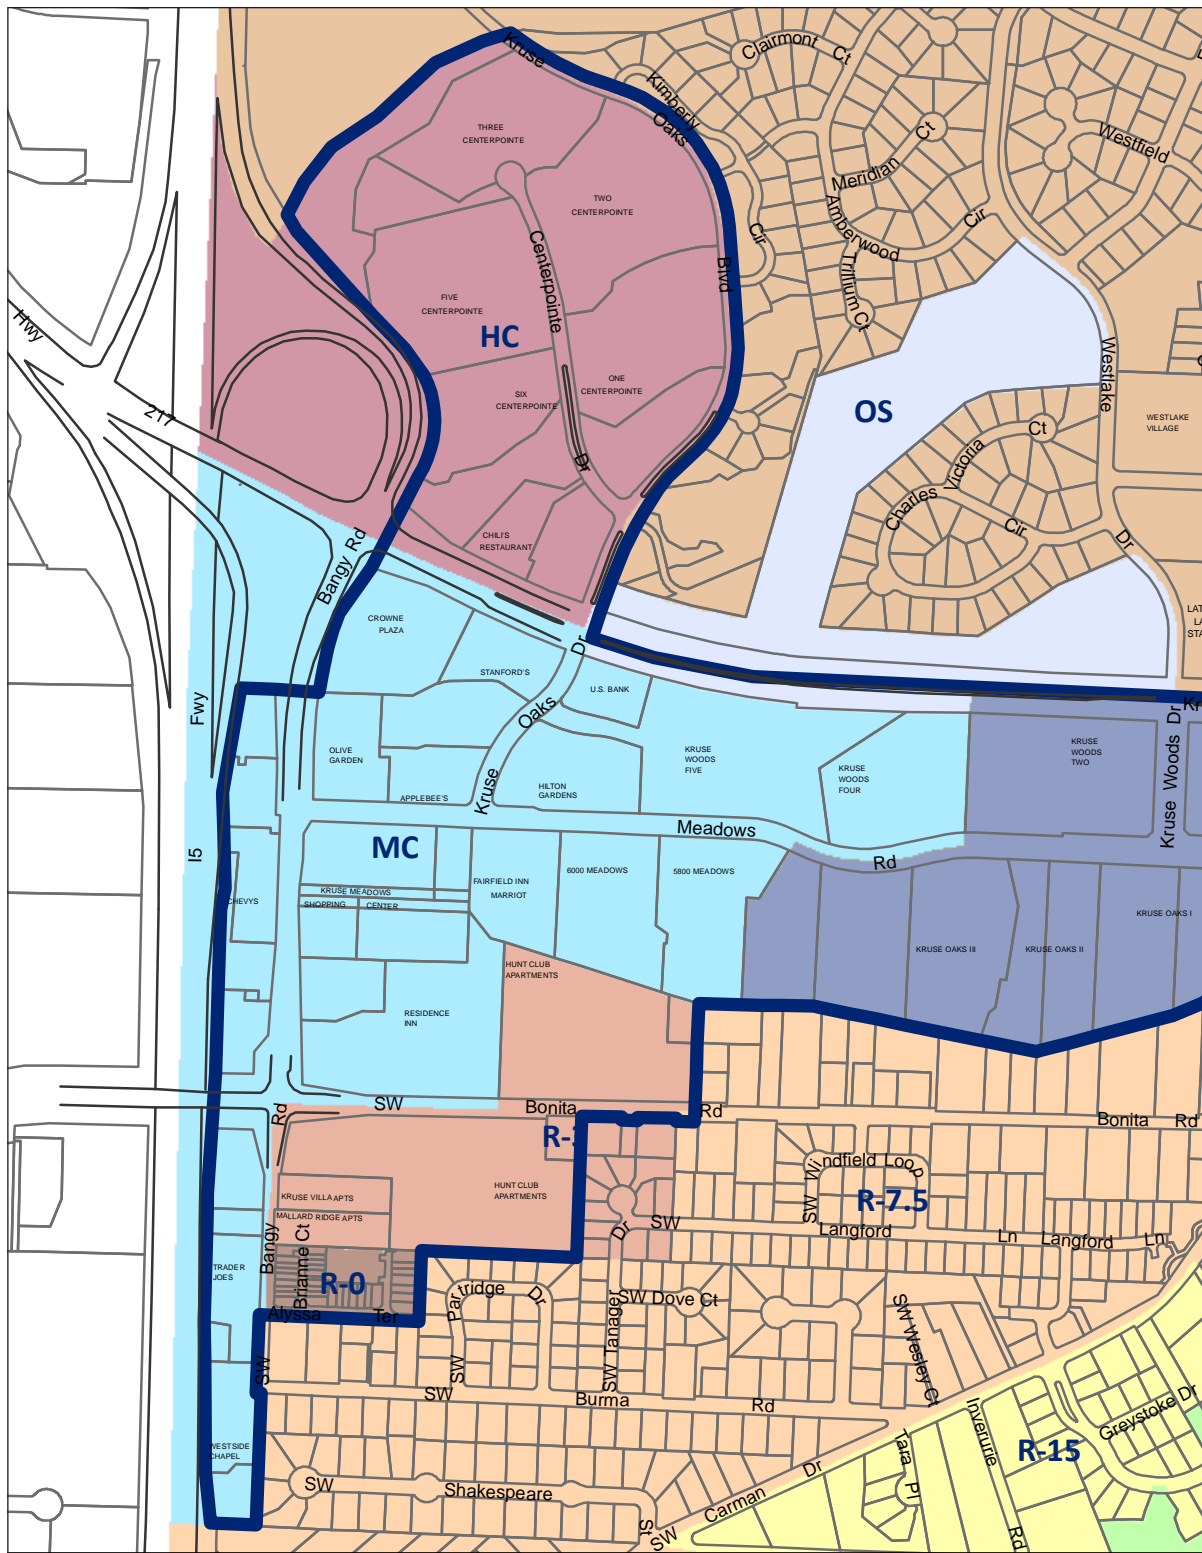 Kruse
Clairmont Ct
Kimberly
Oaks
Westfield
THREE
CENTERPOINTE
Meridian Ct
TWO
CENTERPOINTE
Amberwood
Cir
Cir
Centerpointe
Trillium Ct
Blvd
FIVE
CENTERPOINTE
HC
Hwy
217
Westlake
ONE
CENTERPOINTE
SIX
CENTERPOINTE
OS
WESTLAKE
VILLAGE
Ct
Victoria
Dr
Charles
Cir
Dr
CHILI'S
RESTAURANT
Bangy Rd
CROWNE
PLAZA
Dr
STANFORD'S
U.S. BANK
Fwy
Oaks
Dr
Kruse Woods
OLIVE
GARDEN
KRUSE
WOODS
FIVE
KRUSE
WOODS
TWO
KRUSE
WOODS
FOUR
Kruse
HILTON
GARDENS
APPLEBEE'S
Meadows
MC
I5
Rd
FAIRFIELD INN
MARRIOT
6000 MEADOWS
5800 MEADOWS
KRUSE MEADOWS
SHOPPING CENTER
CHEVYS
KRUSE OAKS I
KRUSE OAKS III
KRUSE OAKS II
HUNT CLUB
APARTMENTS
RESIDENCE
INN
Rd
SW
Bonita
Rd
Bonita Rd
R-3
SW Windfield Loop
HUNT CLUB
APARTMENTS
KRUSE VILLA APTS
MALLARD RIDGE APTS
R-7.5
SW
Langford
Ln
Langford
Ln
Dr
Bangy
Brianne Ct
TRADER
JOES
R-0
Partridge
Dr
SW Dove Ct
Alyssa
Ter
SW Tanager
SW Wesley Ct
SW
SW
SW
Burma
Rd
Inverurie
Greystoke Dr
Tara Pl
R-15
WESTSIDE
CHAPEL
SW
Shakespeare
St
SW
Carman
Dr
Rd